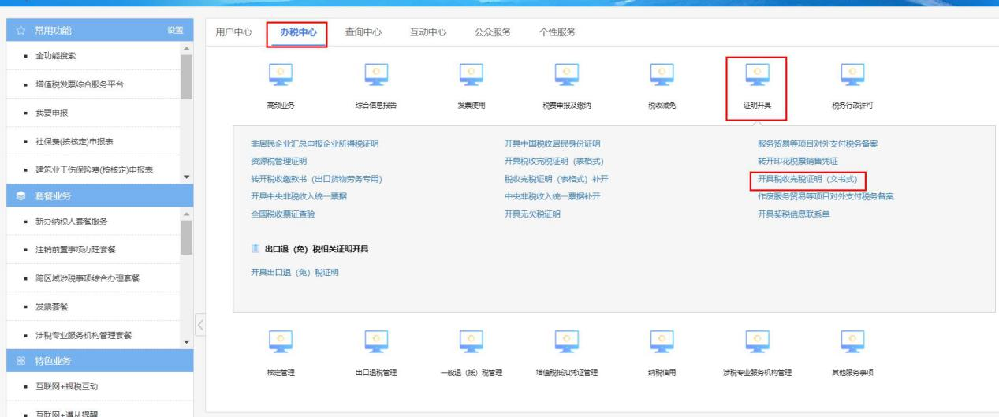 常用功能 设置
全功能搜索
增值税发票综合服务平台
我要申报
社保费(按核定)申报表
建筑业工伤保险费(按核定)申报表
套餐业务
新办纳税人套餐服务
注销前置事项办理套餐
跨区域涉税事项综合办理套餐
发票套餐
涉税专业服务机构管理套餐
特色业务
互联网+银税互动
互联网+遵从提醒
用户中心 办税中心 查询中心 互动中心 公众服务 个性服务
高频业务 综合信息报告 发票使用 税费申报及缴纳 税收减免 证明开具 税务行政许可
非居民企业汇总申报企业所得税证明 开具中国税收居民身份证明 服务贸易等项目对外支付税务备案
资源税管理证明 开具税收完税证明（表格式） 转开印花税票销售凭证
转开税收缴款书（出口货物劳务专用） 税收完税证明（表格式）补开 开具税收完税证明（文书式）
开具中央非税收入统一票据 中央非税收入统一票据补开 作废服务贸易等项目对外支付税务备案
全国税收票证查验 开具无欠税证明 开具契税信息联系单
出口退（免）税相关证明开具
开具出口退（免）税证明
核定管理 出口退税管理 一般退（抵）税管理 增值税抵扣凭证管理 纳税信用 涉税专业服务机构管理 其他服务事项